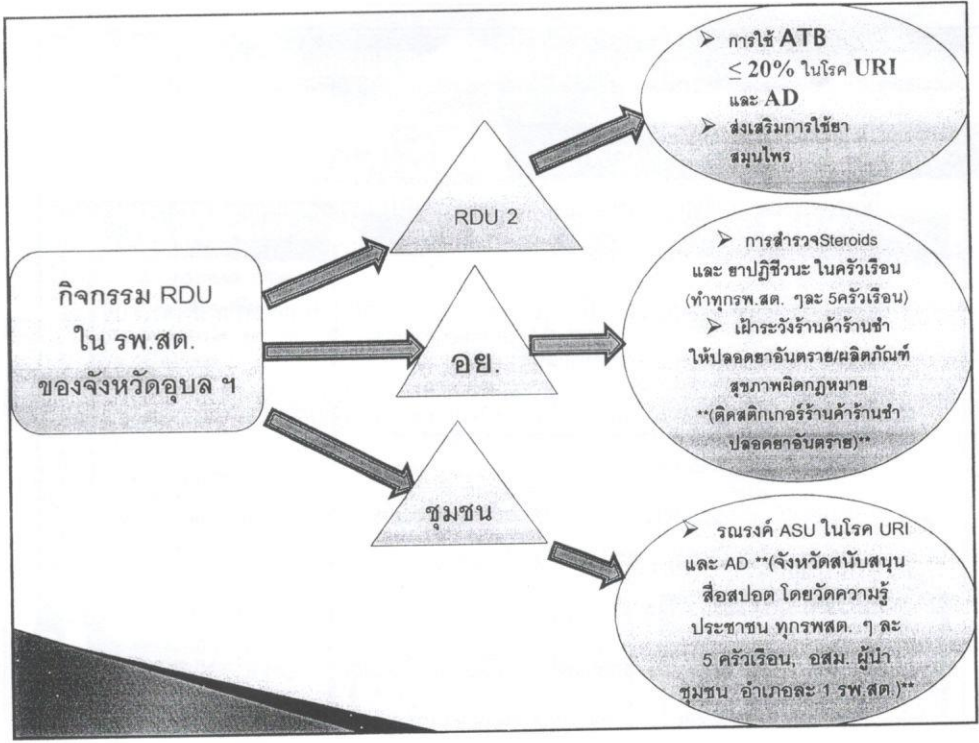 กิจกรรม RDU
ใน รพ.สต.
ของจังหวัดอุบล ฯ
RDU 2
➢ การใช้ ATB
≤ 20% ในโรค URI
และ AD
➢ ส่งเสริมการใช้ยา
สมุนไพร
อย.
➢ การสำรวจSteroids
และ ยาปฏิชีวนะ ในครัวเรือน
(ทำทุกรพ.สต. ๆละ 5ครัวเรือน)
➢ เฝ้าระวังร้านค้าร้านชำ
ให้ปลอดยาอันตราย/ผลิตภัณฑ์
สุขภาพผิดกฎหมาย
**(ติดสติกเกอร์ร้านค้าร้านชำ
ปลอดยาอันตราย)**
ชุมชน
➢ รณรงค์ ASU ในโรค URI
และ AD **(จังหวัดสนับสนุน
สื่อสปอต โดยวัดความรู้
ประชาชน ทุกรพสต. ๆ ละ
5 ครัวเรือน, อสม. ผู้นำ
ชุมชน อำเภอละ 1 รพ.สต.)**